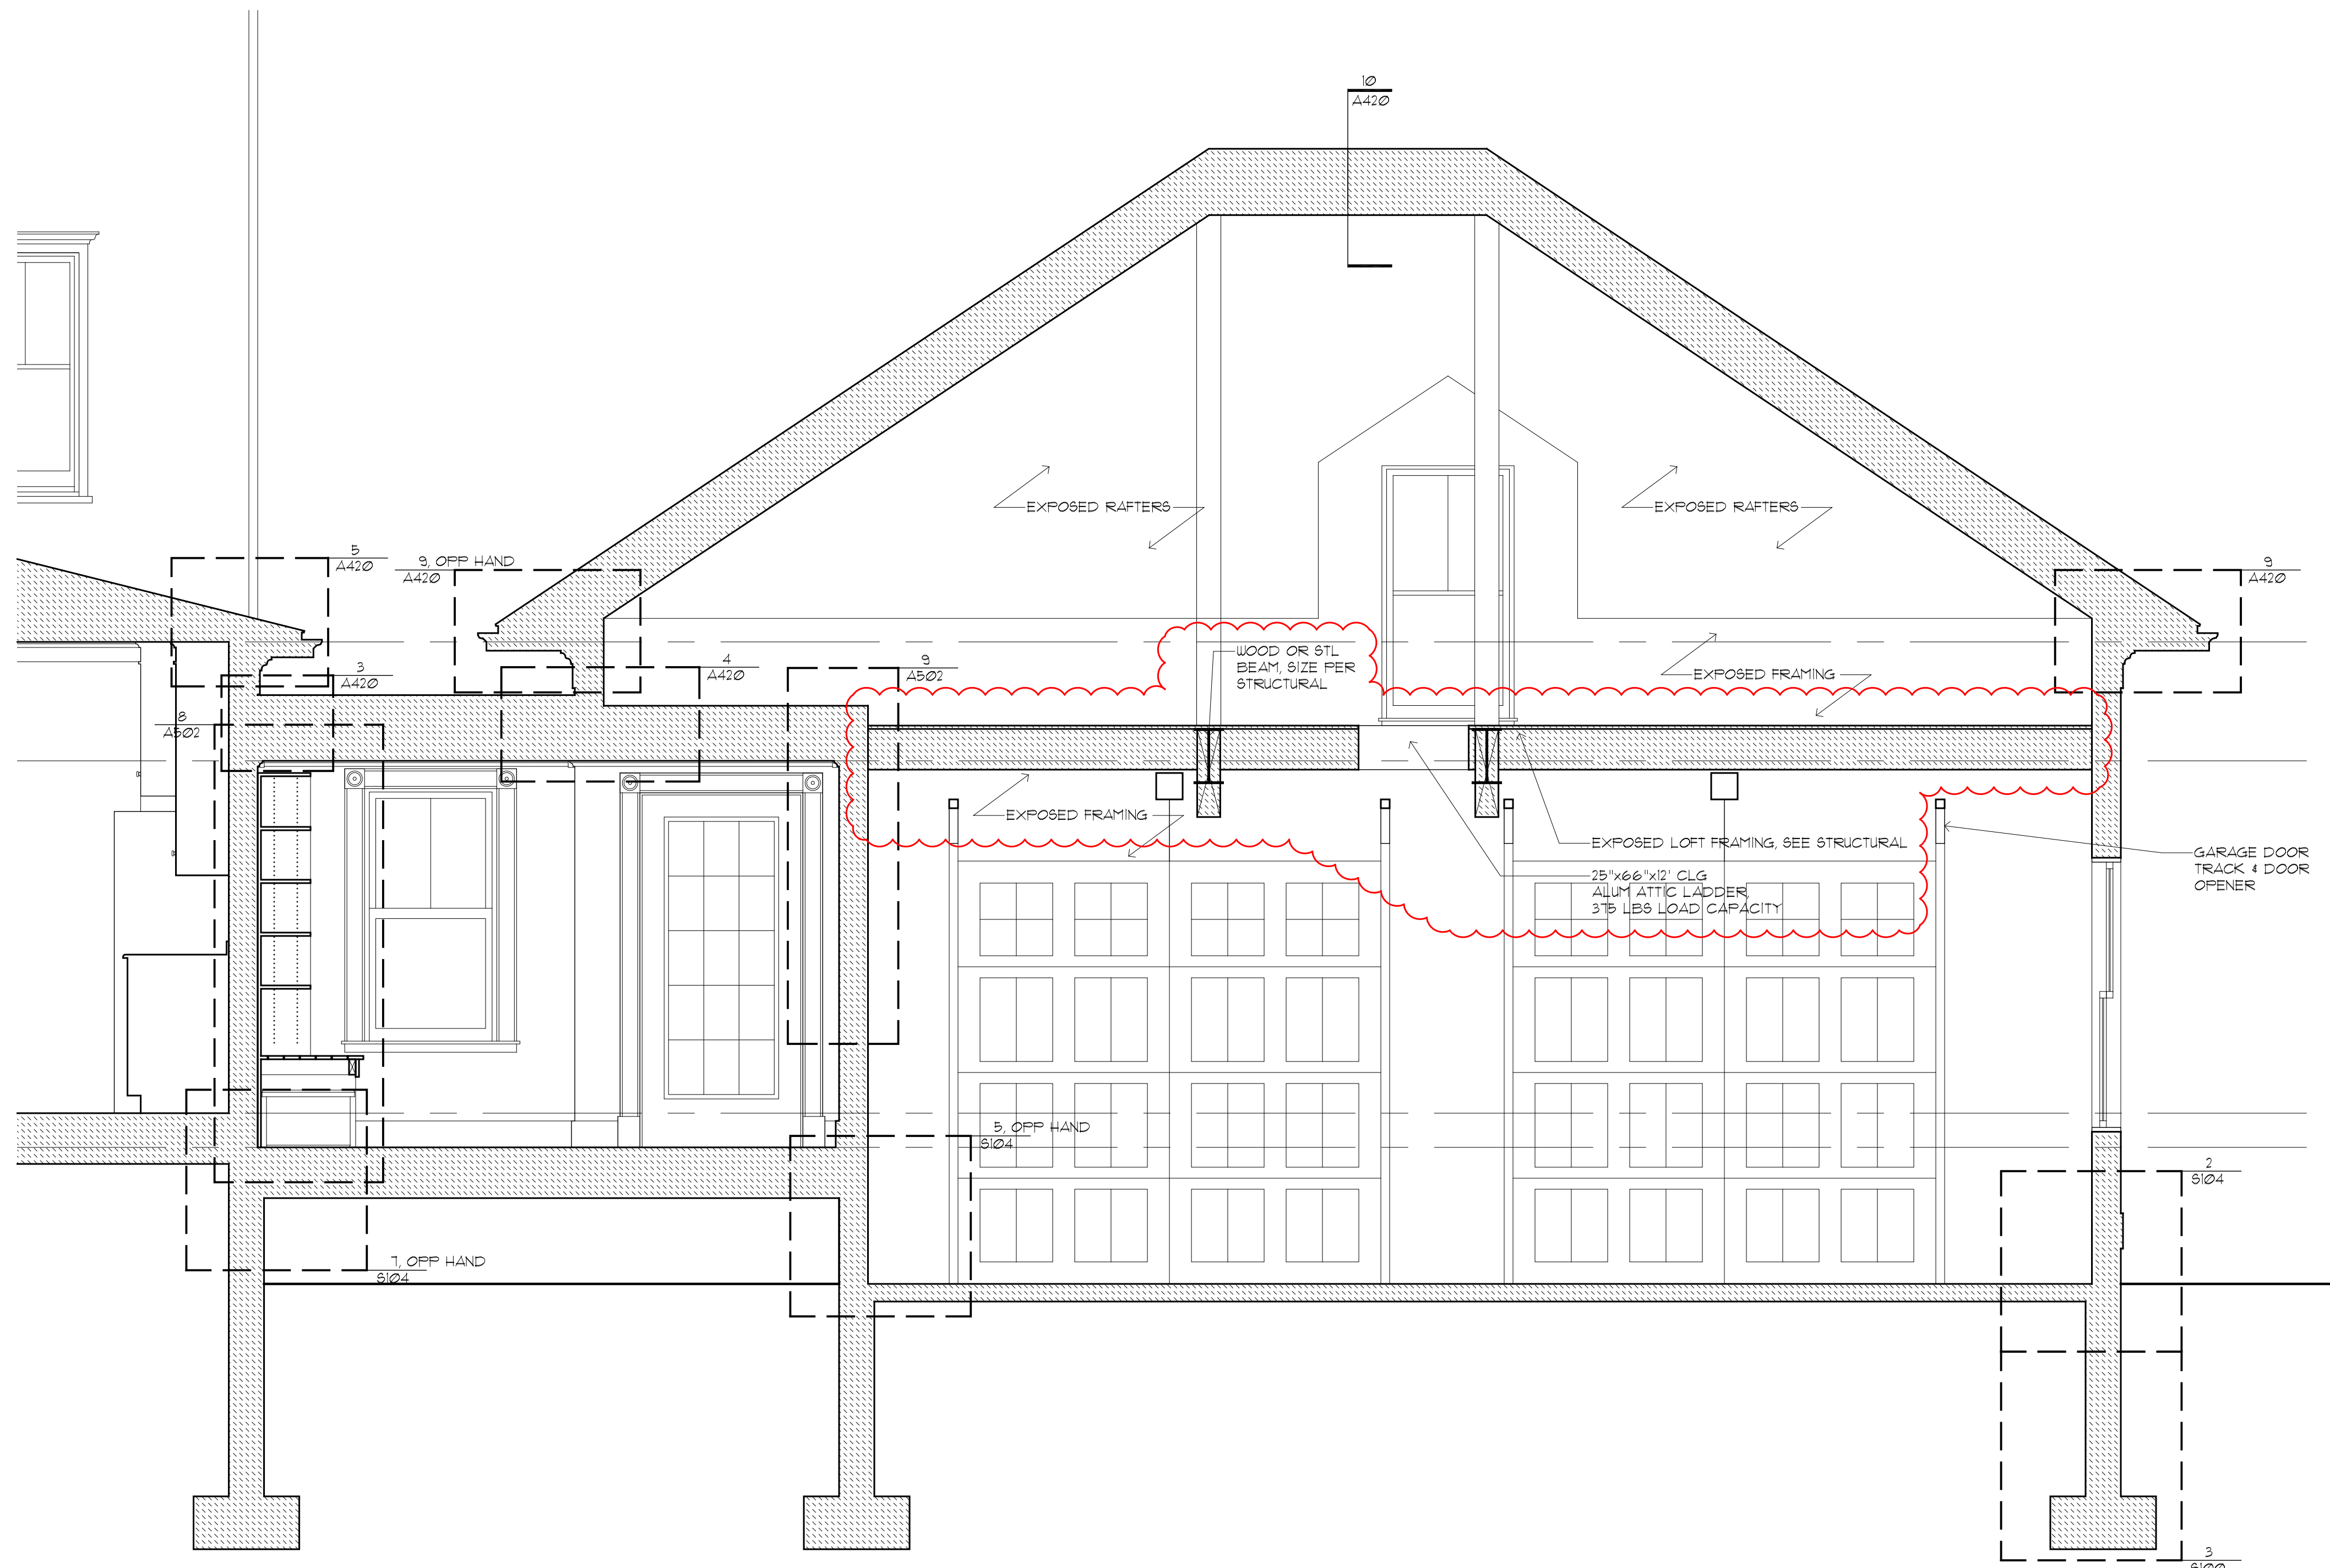 10
A420
EXPOSED RAFTERS
EXPOSED RAFTERS
5
A420
9, OPP HAND
A420
9
A420
WOOD OR STL
BEAM, SIZE PER
STRUCTURAL
3
A420
4
A420
9
A502
EXPOSED FRAMING
8
A502
EXPOSED FRAMING
EXPOSED LOFT FRAMING, SEE STRUCTURAL
25"x66"x12' CLG
ALUM ATTIC LADDER,
375 LBS LOAD CAPACITY
GARAGE DOOR
TRACK & DOOR
OPENER
5, OPP HAND
S104
2
S104
7, OPP HAND
S104
3
S100